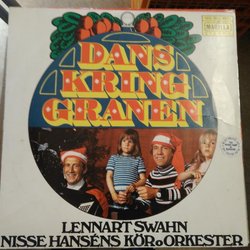 DANS
KRING
GRANEN
LENNART SWAHN
NISSE HANSÉNS KÖR o ORKESTER